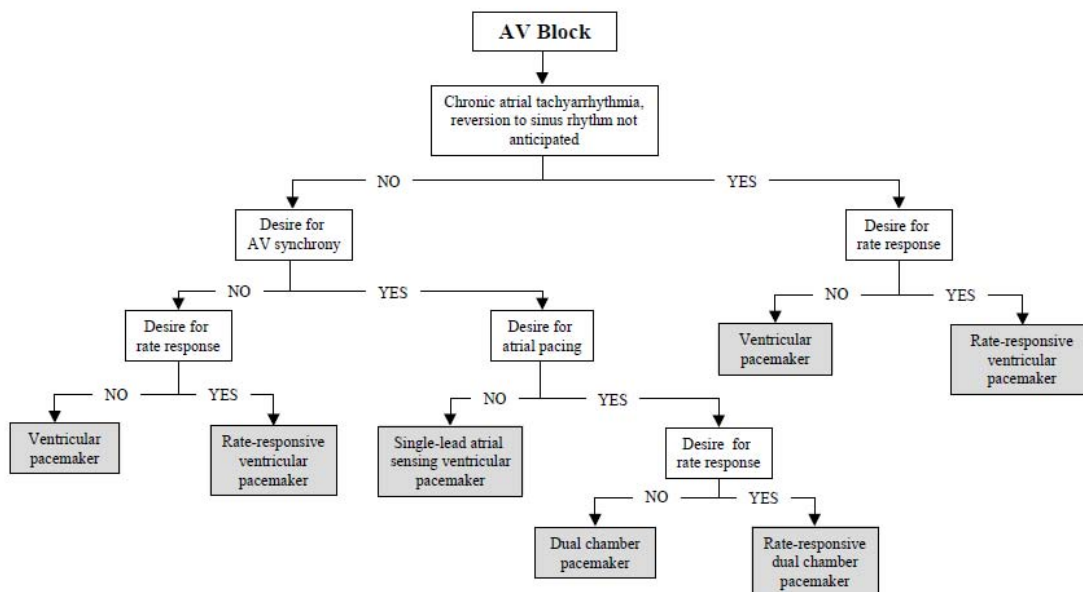 AV Block
Chronic atrial tachyarrhythmia,
reversion to sinus rhythm not
anticipated
NO
YES
Desire for
AV synchrony
Desire for
rate response
NO
YES
NO
YES
Desire for
rate response
Desire for
atrial pacing
Ventricular
pacemaker
Rate-responsive
ventricular
pacemaker
NO
YES
NO
YES
Ventricular
pacemaker
Rate-responsive
ventricular
pacemaker
Single-lead atrial
sensing ventricular
pacemaker
Desire for
rate response
NO
YES
Dual chamber
pacemaker
Rate-responsive
dual chamber
pacemaker